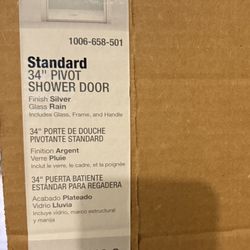 1006-658-501
Standard
34" PIVOT
SHOWER DOOR
Finish Silver
Glass Rain
Includes Glass, Frame, and Handle
34" PORTE DE DOUCHE
PIVOTANTE STANDARD
Finition Argent
Verre Pluie
Inclut le verre, le cadre, et la poignée
34" PUERTA BATIENTE
ESTÁNDAR PARA REGADERA
Acabado Plateado
Vidrio Lluvia
Incluye vidrio, marco estructural
y manija